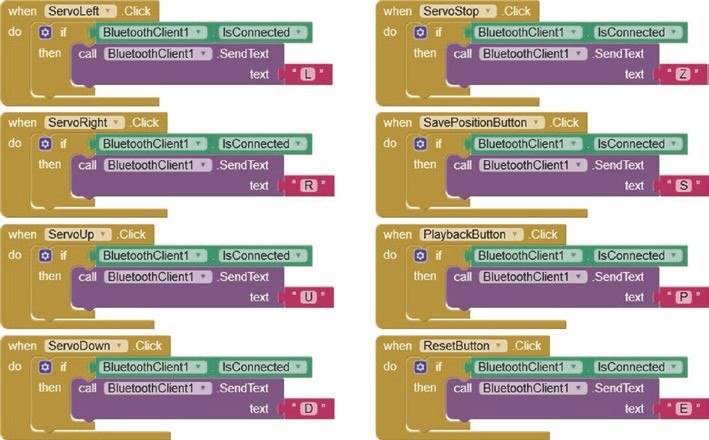 when ServoLeft .Click
do if BluetoothClient1 .IsConnected
then call BluetoothClient1 .SendText
text " L "
when ServoRight .Click
do if BluetoothClient1 .IsConnected
then call BluetoothClient1 .SendText
text " R "
when ServoUp .Click
do if BluetoothClient1 .IsConnected
then call BluetoothClient1 .SendText
text " U "
when ServoDown .Click
do if BluetoothClient1 .IsConnected
then call BluetoothClient1 .SendText
text " D "
when ServoStop .Click
do if BluetoothClient1 .IsConnected
then call BluetoothClient1 .SendText
text " Z "
when SavePositionButton .Click
do if BluetoothClient1 .IsConnected
then call BluetoothClient1 .SendText
text " S "
when PlaybackButton .Click
do if BluetoothClient1 .IsConnected
then call BluetoothClient1 .SendText
text " P "
when ResetButton .Click
do if BluetoothClient1 .IsConnected
then call BluetoothClient1 .SendText
text " E "